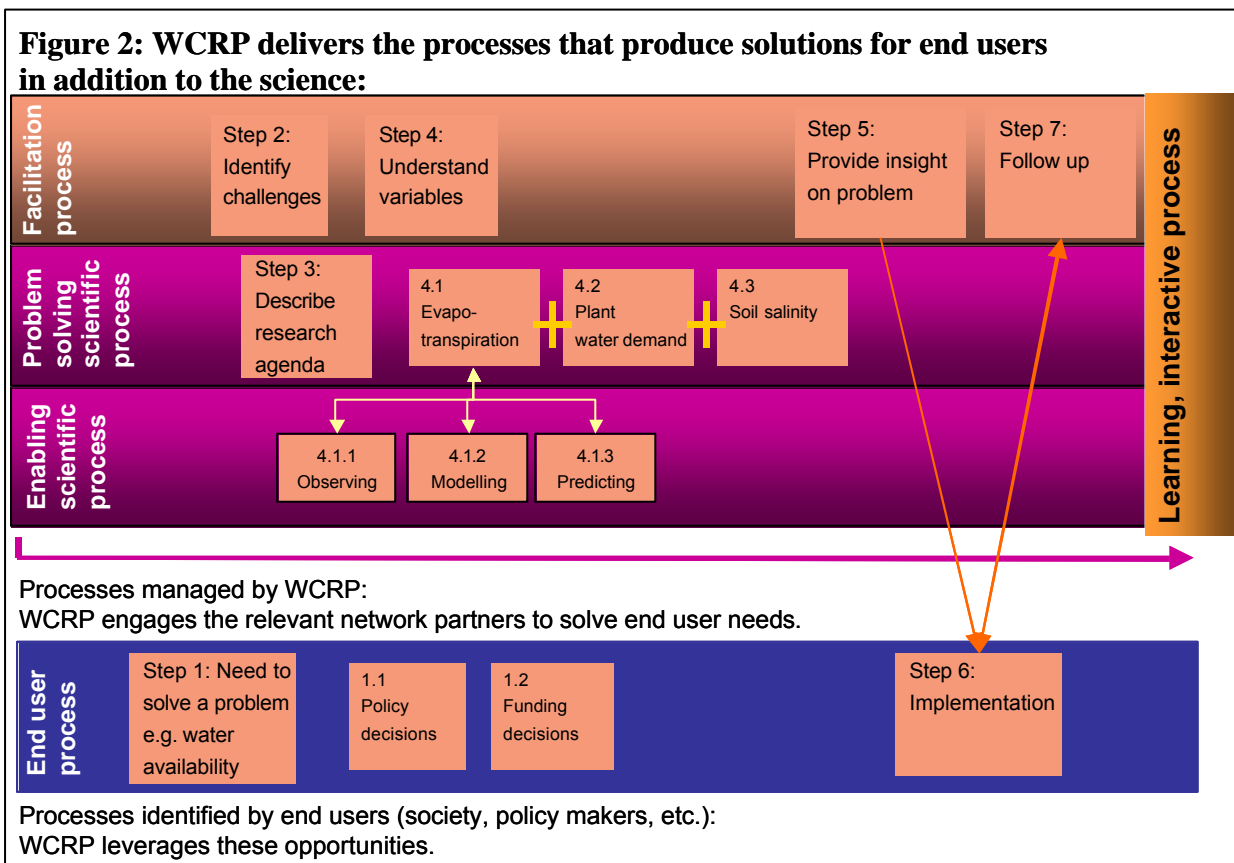 Figure 2: WCRP delivers the processes that produce solutions for end users
in addition to the science:
Facilitation
process
Step 2:
Identify
challenges
Step 4:
Understand
variables
Step 5:
Provide insight
on problem
Step 7:
Follow up
Problem
solving
scientific
process
Step 3:
Describe
research
agenda
4.1
Evapo-
transpiration
4.2
Plant
water demand
4.3
Soil salinity
Enabling
scientific
process
4.1.1
Observing
4.1.2
Modelling
4.1.3
Predicting
Learning, interactive process
Processes managed by WCRP:
WCRP engages the relevant network partners to solve end user needs.
End user
process
Step 1: Need to
solve a problem
e.g. water
availability
1.1
Policy
decisions
1.2
Funding
decisions
Step 6:
Implementation
Processes identified by end users (society, policy makers, etc.):
WCRP leverages these opportunities.